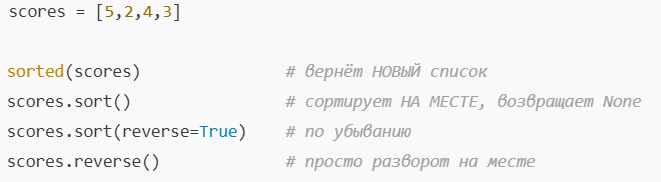 scores = [5,2,4,3]
sorted(scores) # вернёт НОВЫЙ список
scores.sort() # сортирует НА МЕСТЕ, возвращает None
scores.sort(reverse=True) # по убыванию
scores.reverse() # просто разворот на месте